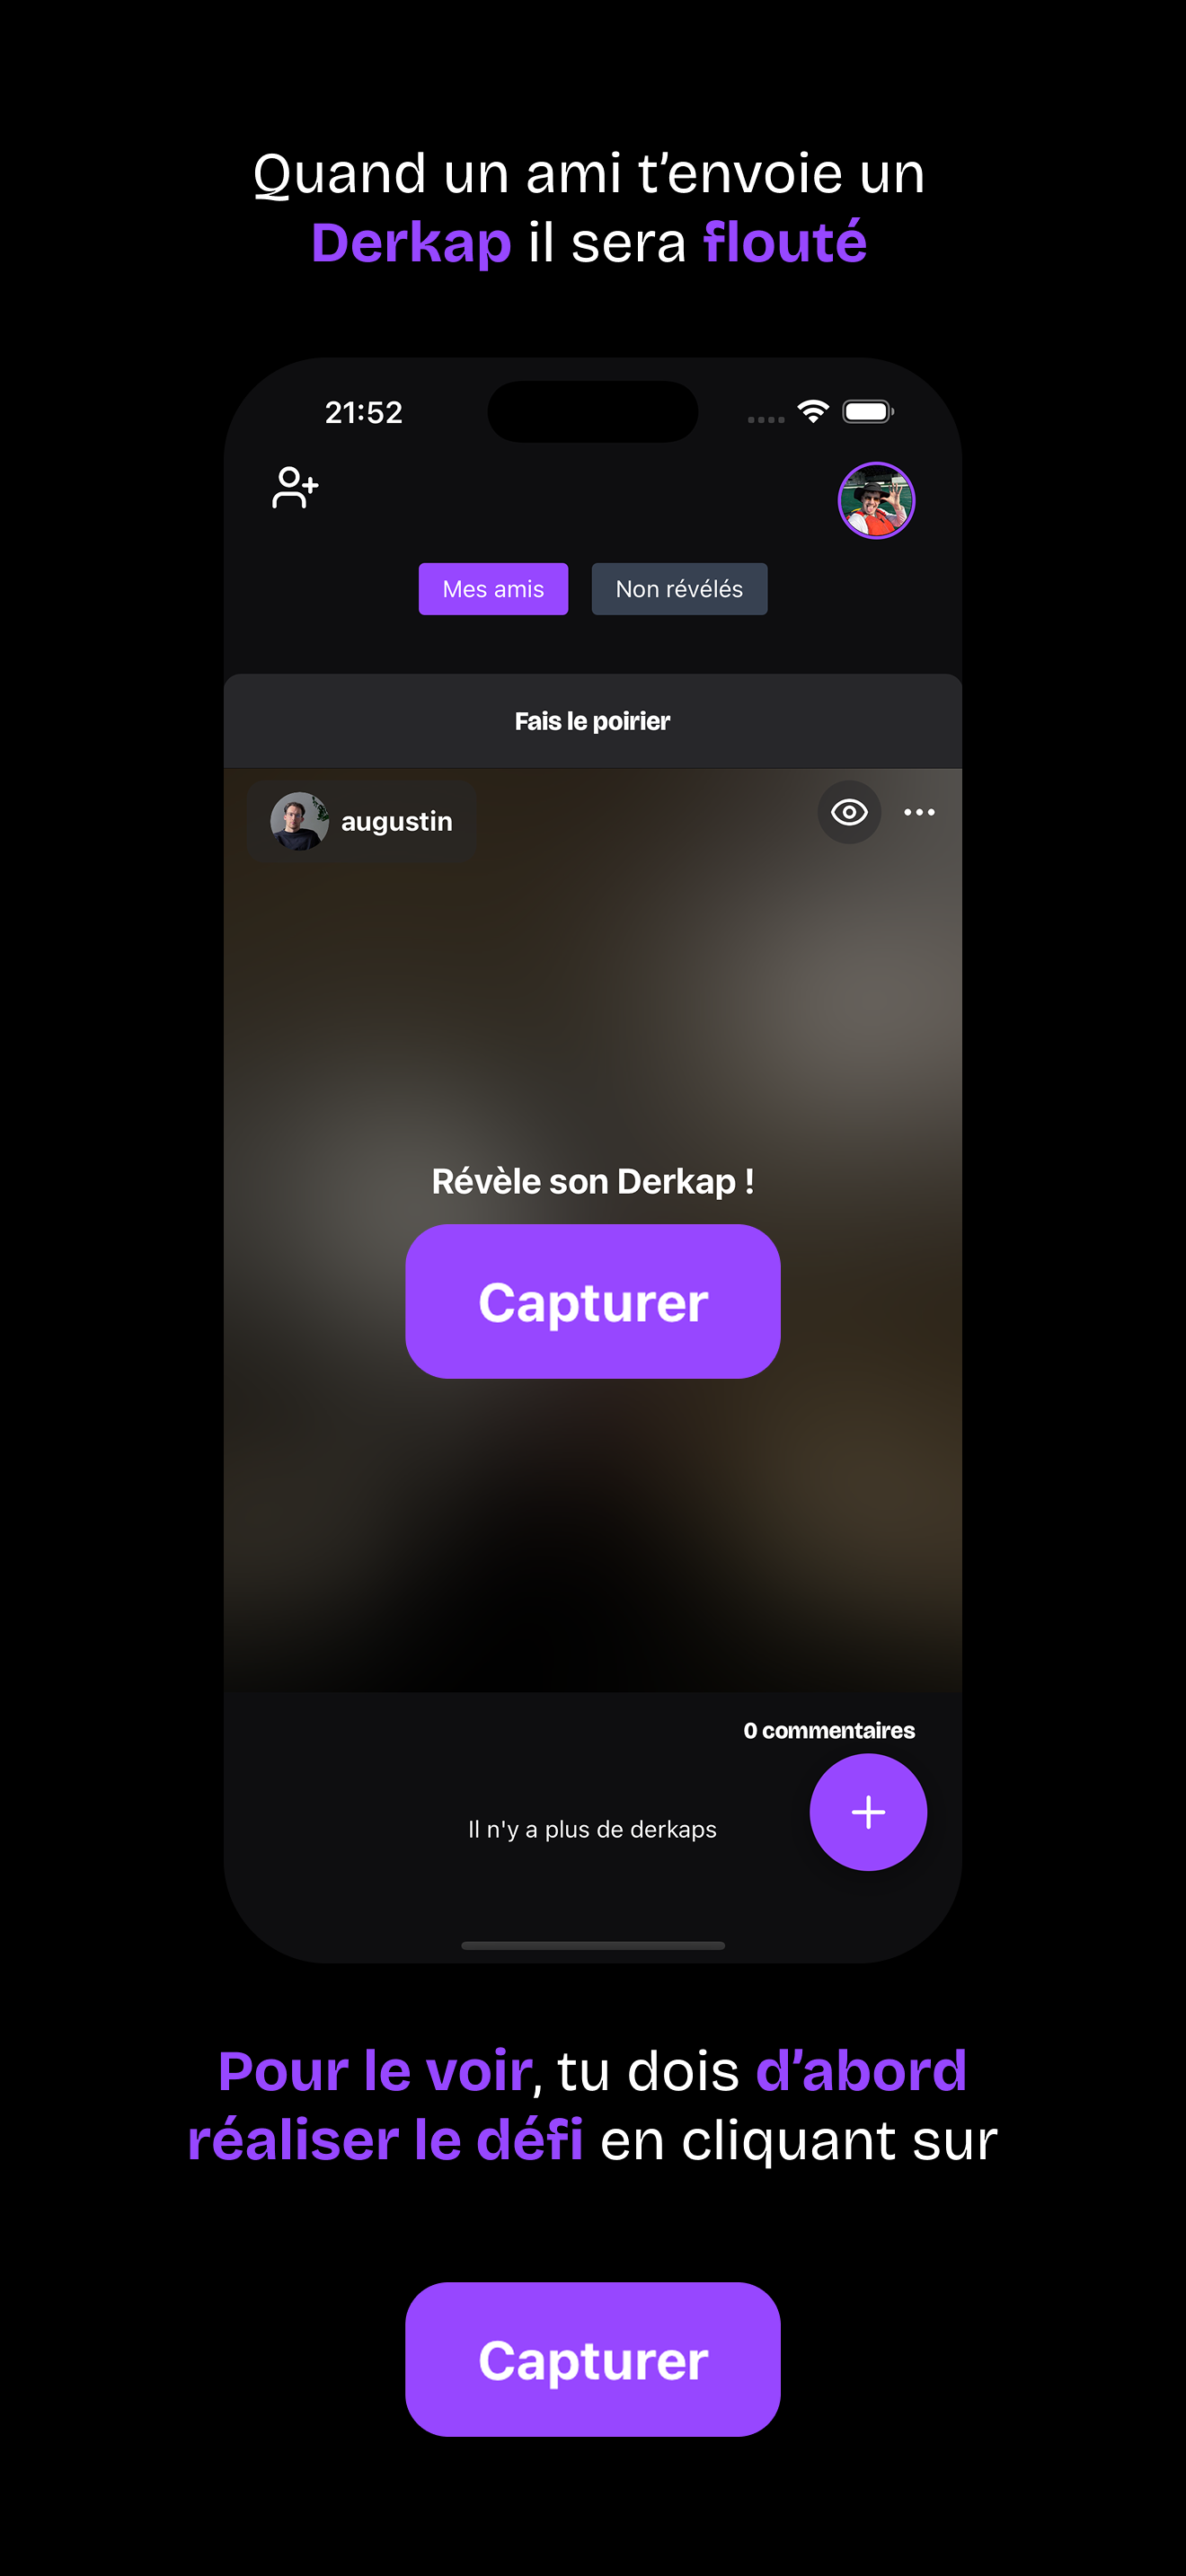 Quand un ami t’envoie un
Derkap il sera flouté
21:52
Mes amis
Non révélés
Fais le poirier
augustin
Révèle son Derkap !
Capturer
0 commentaires
Il n'y a plus de derkaps
Pour le voir, tu dois d’abord
réaliser le défi en cliquant sur
Capturer